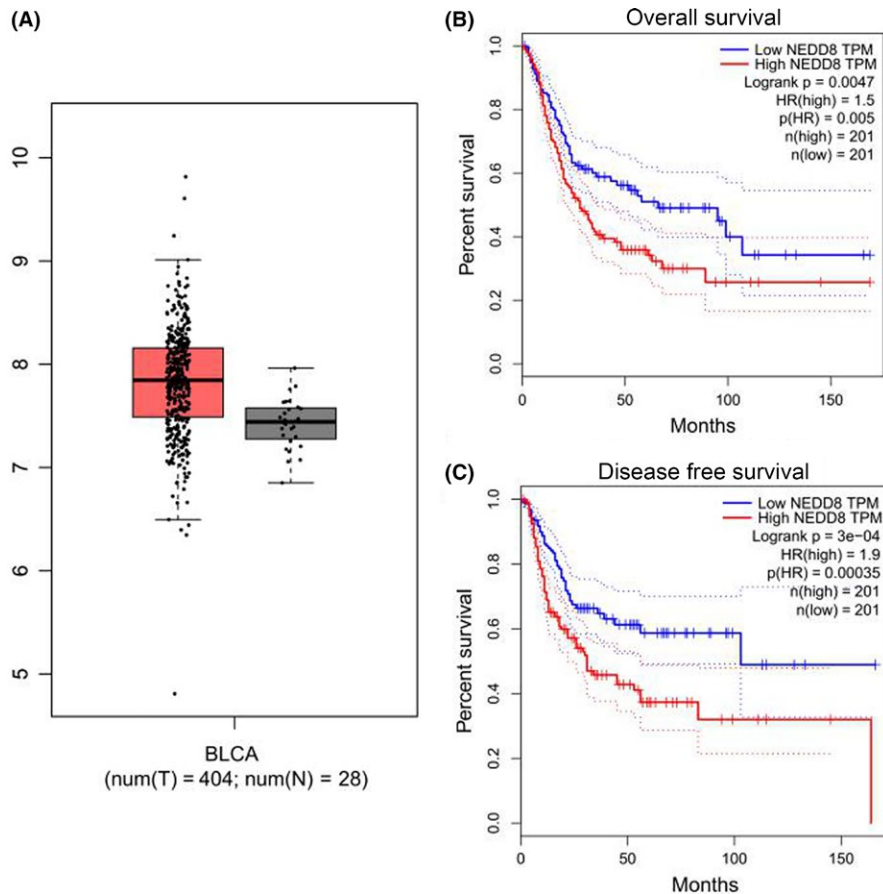 (A)
10
9
8
7
6
5
BLCA
(num(T) = 404; num(N) = 28)
(B)
Overall survival
Low NEDD8 TPM
High NEDD8 TPM
Logrank p = 0.0047
HR(high) = 1.5
p(HR) = 0.005
n(high) = 201
n(low) = 201
Percent survival
1.0
0.8
0.6
0.4
0.2
0.0
0 50 100 150
Months
(C)
Disease free survival
Low NEDD8 TPM
High NEDD8 TPM
Logrank p = 3e−04
HR(high) = 1.9
p(HR) = 0.00035
n(high) = 201
n(low) = 201
Percent survival
1.0
0.8
0.6
0.4
0.2
0.0
0 50 100 150
Months